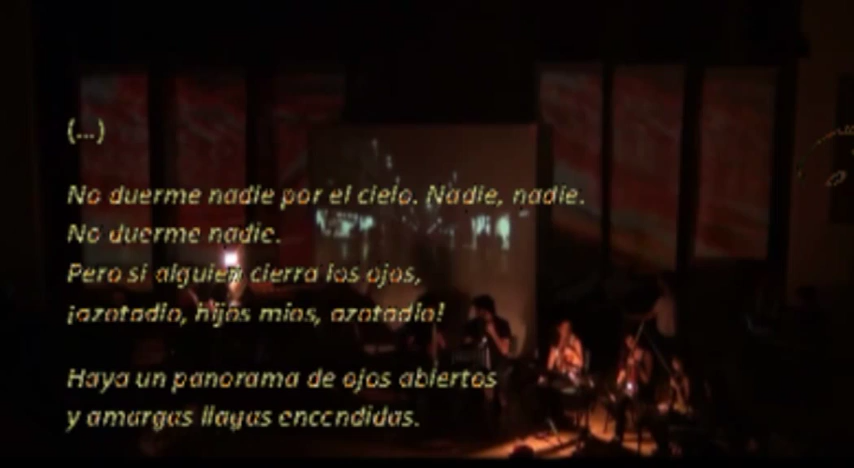 (...)
No duerme nadie por el cielo. Nadie, nadie.
No duerme nadie.
Pero si alguien cierra los ojos,
¡azotadlo, hijos mios, azotadlo!
Haya un panorama de ojos abiertos
y amargas llagas encendidas.